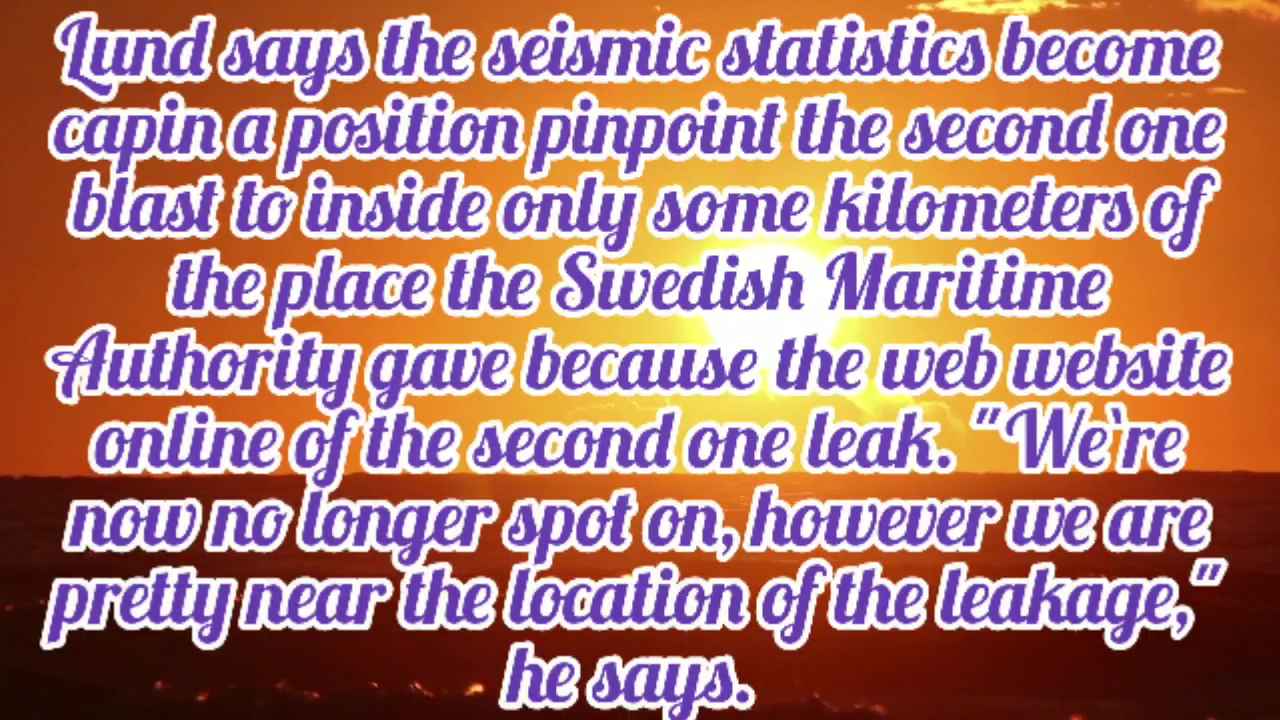 Lund says the seismic statistics become
capin a position pinpoint the second one
blast to inside only some kilometers of
the place the Swedish Maritime
Authority gave because the web website
online of the second one leak. "We`re
now no longer spot on, however we are
pretty near the location of the leakage,"
he says.